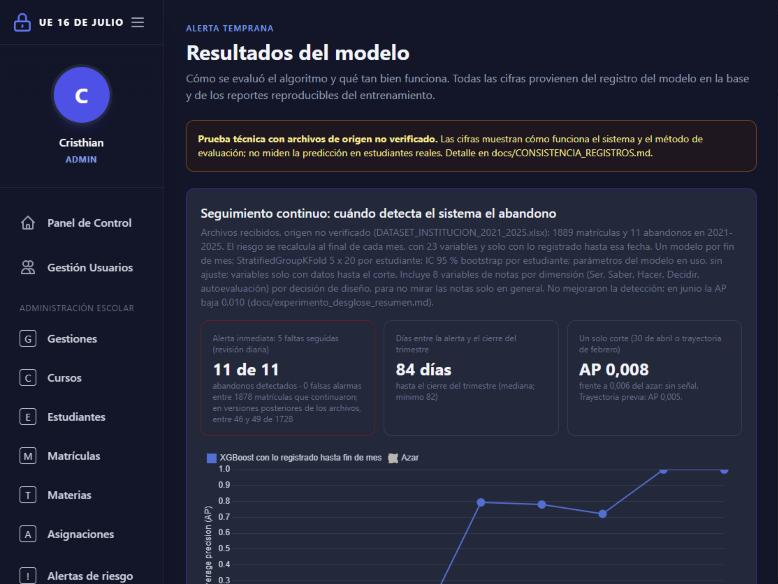 UE 16 DE JULIO
C
Cristhian
ADMIN
Panel de Control
Gestión Usuarios
ADMINISTRACIÓN ESCOLAR
G Gestiones
C Cursos
E Estudiantes
M Matrículas
T Materias
A Asignaciones
! Alertas de riesgo
ALERTA TEMPRANA
Resultados del modelo
Cómo se evaluó el algoritmo y qué tan bien funciona. Todas las cifras provienen del registro del modelo en la base
y de los reportes reproducibles del entrenamiento.
Prueba técnica con archivos de origen no verificado. Las cifras muestran cómo funciona el sistema y el método de
evaluación; no miden la predicción en estudiantes reales. Detalle en docs/CONSISTENCIA_REGISTROS.md.
Seguimiento continuo: cuándo detecta el sistema el abandono
Archivos recibidos, origen no verificado (DATASET_INSTITUCION_2021_2025.xlsx): 1889 matrículas y 11 abandonos en 2021-
2025. El riesgo se recalcula al final de cada mes, con 23 variables y solo con lo registrado hasta esa fecha. Un modelo por fin
de mes: StratifiedGroupKFold 5 x 20 por estudiante; IC 95 % bootstrap por estudiante; parámetros del modelo en uso, sin
ajuste; variables solo con datos hasta el corte. Incluye 8 variables de notas por dimensión (Ser, Saber, Hacer, Decidir,
autoevaluación) por decisión de diseño, para no mirar las notas solo en general. No mejoraron la detección: en junio la AP
baja 0,010 (docs/experimento_desglose_resumen.md).
Alerta inmediata: 5 faltas seguidas
(revisión diaria)
11 de 11
abandonos detectados · 0 falsas alarmas
entre 1878 matrículas que continuaron;
en versiones posteriores de los archivos,
entre 46 y 49 de 1728
Días entre la alerta y el cierre del
trimestre
84 días
hasta el cierre del trimestre (mediana;
mínimo 82)
Un solo corte (30 de abril o trayectoria
de febrero)
AP 0,008
frente a 0,006 del azar: sin señal.
Trayectoria previa: AP 0,005.
XGBoost con lo registrado hasta fin de mes
Azar
1.0
0.9
0.8
0.7
0.6
0.5
0.4
0.3
erage precision (AP)